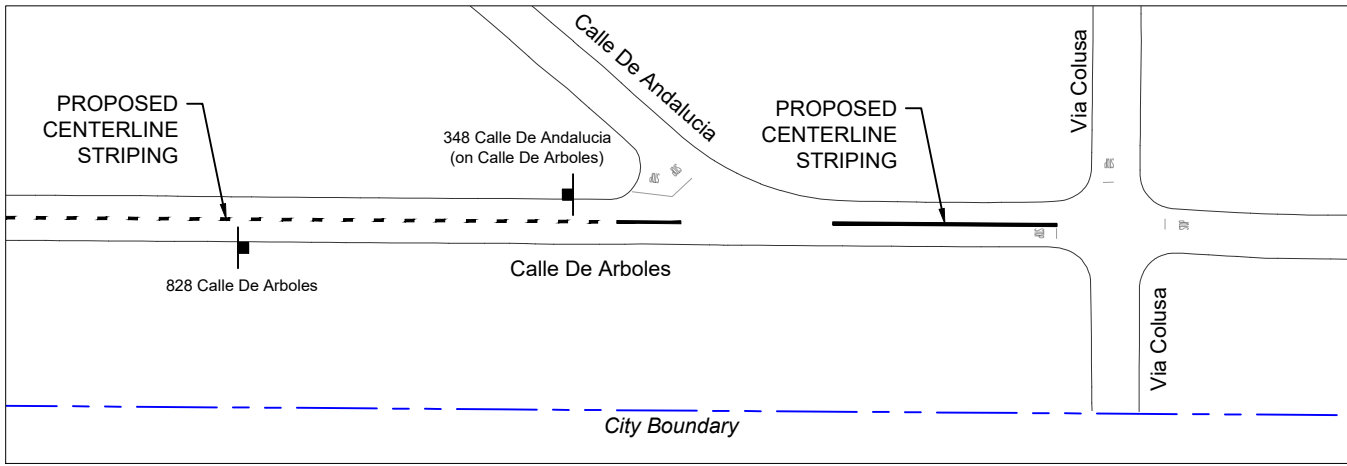 Calle De Andalucia
Via Colusa
PROPOSED
CENTERLINE
STRIPING
348 Calle De Andalucia
(on Calle De Arboles)
PROPOSED
CENTERLINE
STRIPING
Calle De Arboles
828 Calle De Arboles
Via Colusa
City Boundary